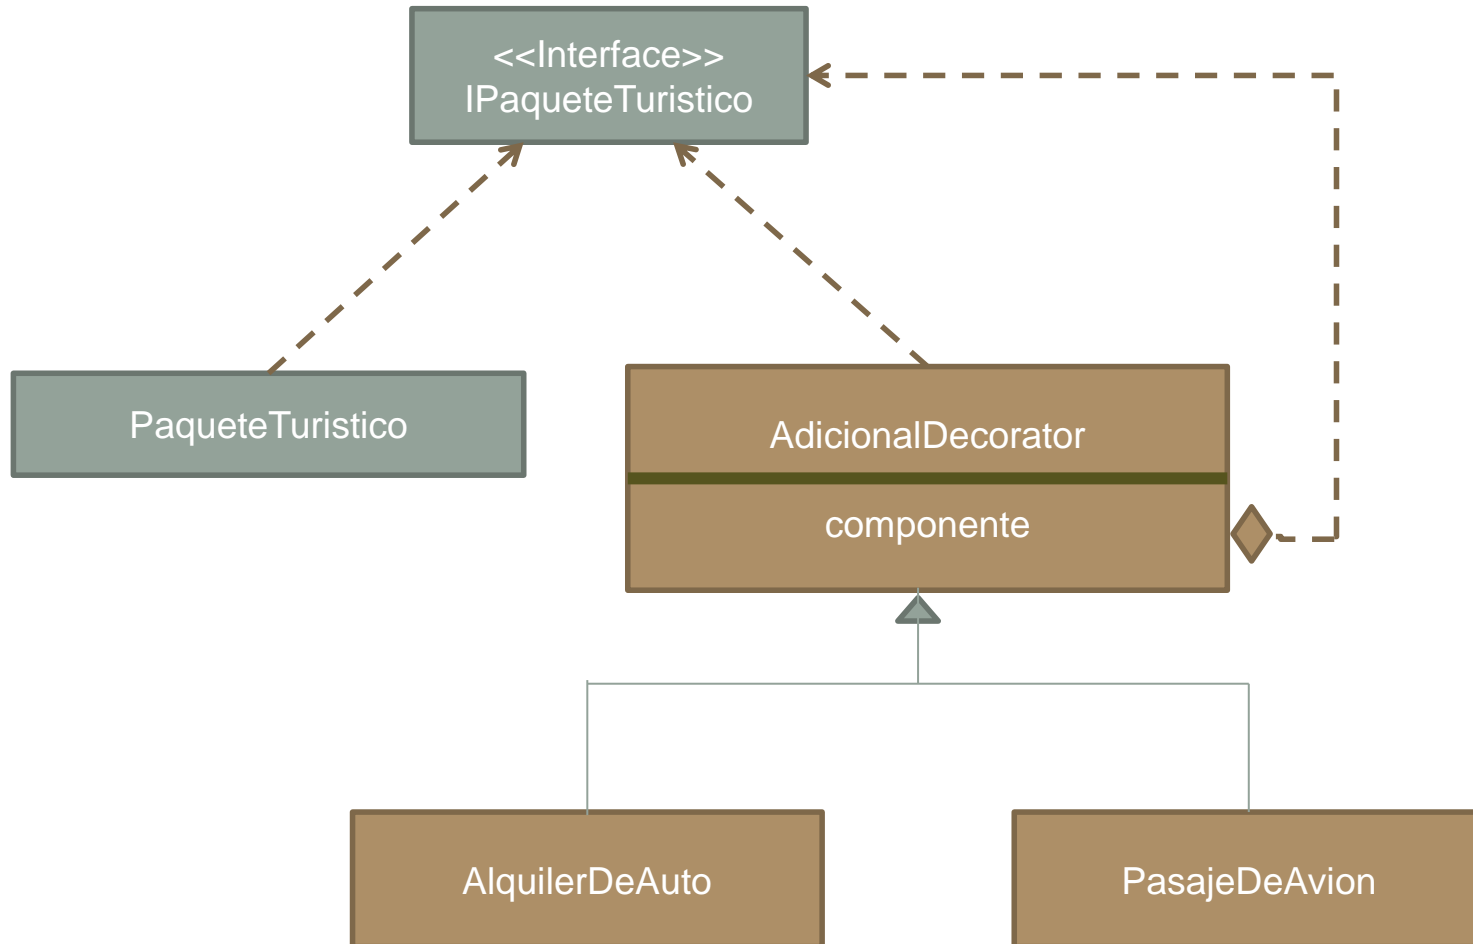 <<Interface>>
IPaqueteTuristico
PaqueteTuristico
AdicionalDecorator
componente
AlquilerDeAuto
PasajeDeAvion